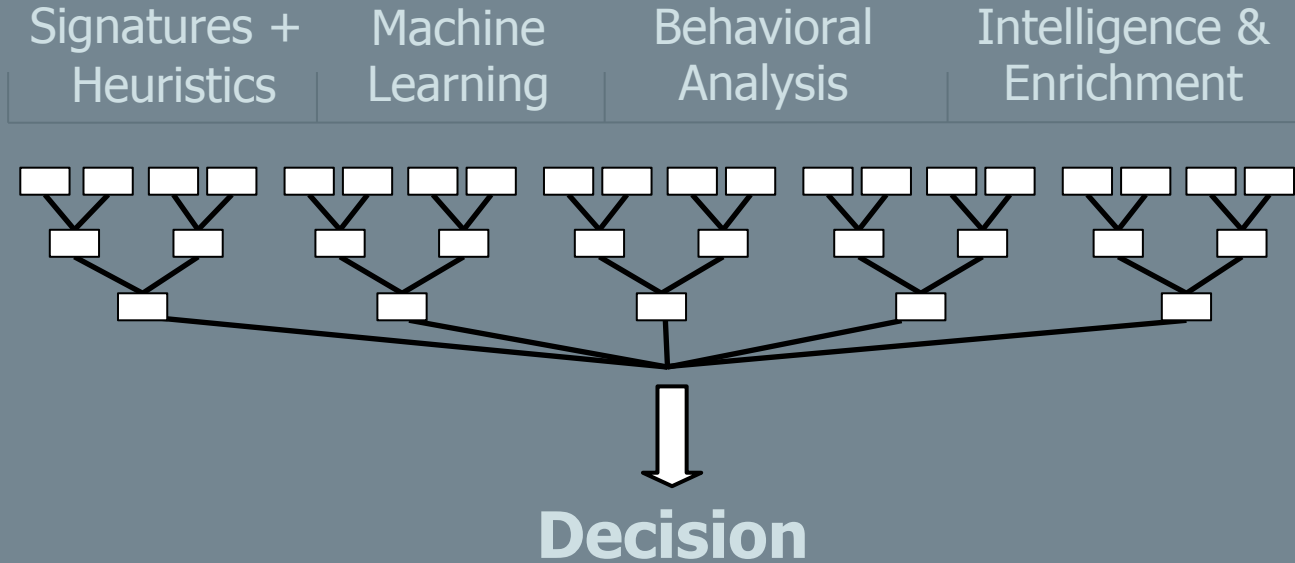 Signatures +
Heuristics
Machine
Learning
Behavioral
Analysis
Intelligence &
Enrichment
Decision